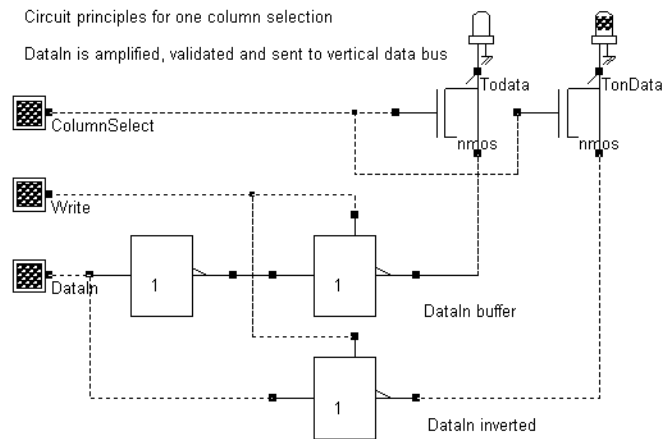 Circuit principles for one column selection
DataIn is amplified, validated and sent to vertical data bus
Todata
TonData
ColumnSelect
nmos
nmos
Write
DataIn
1
1
DataIn buffer
1
DataIn inverted